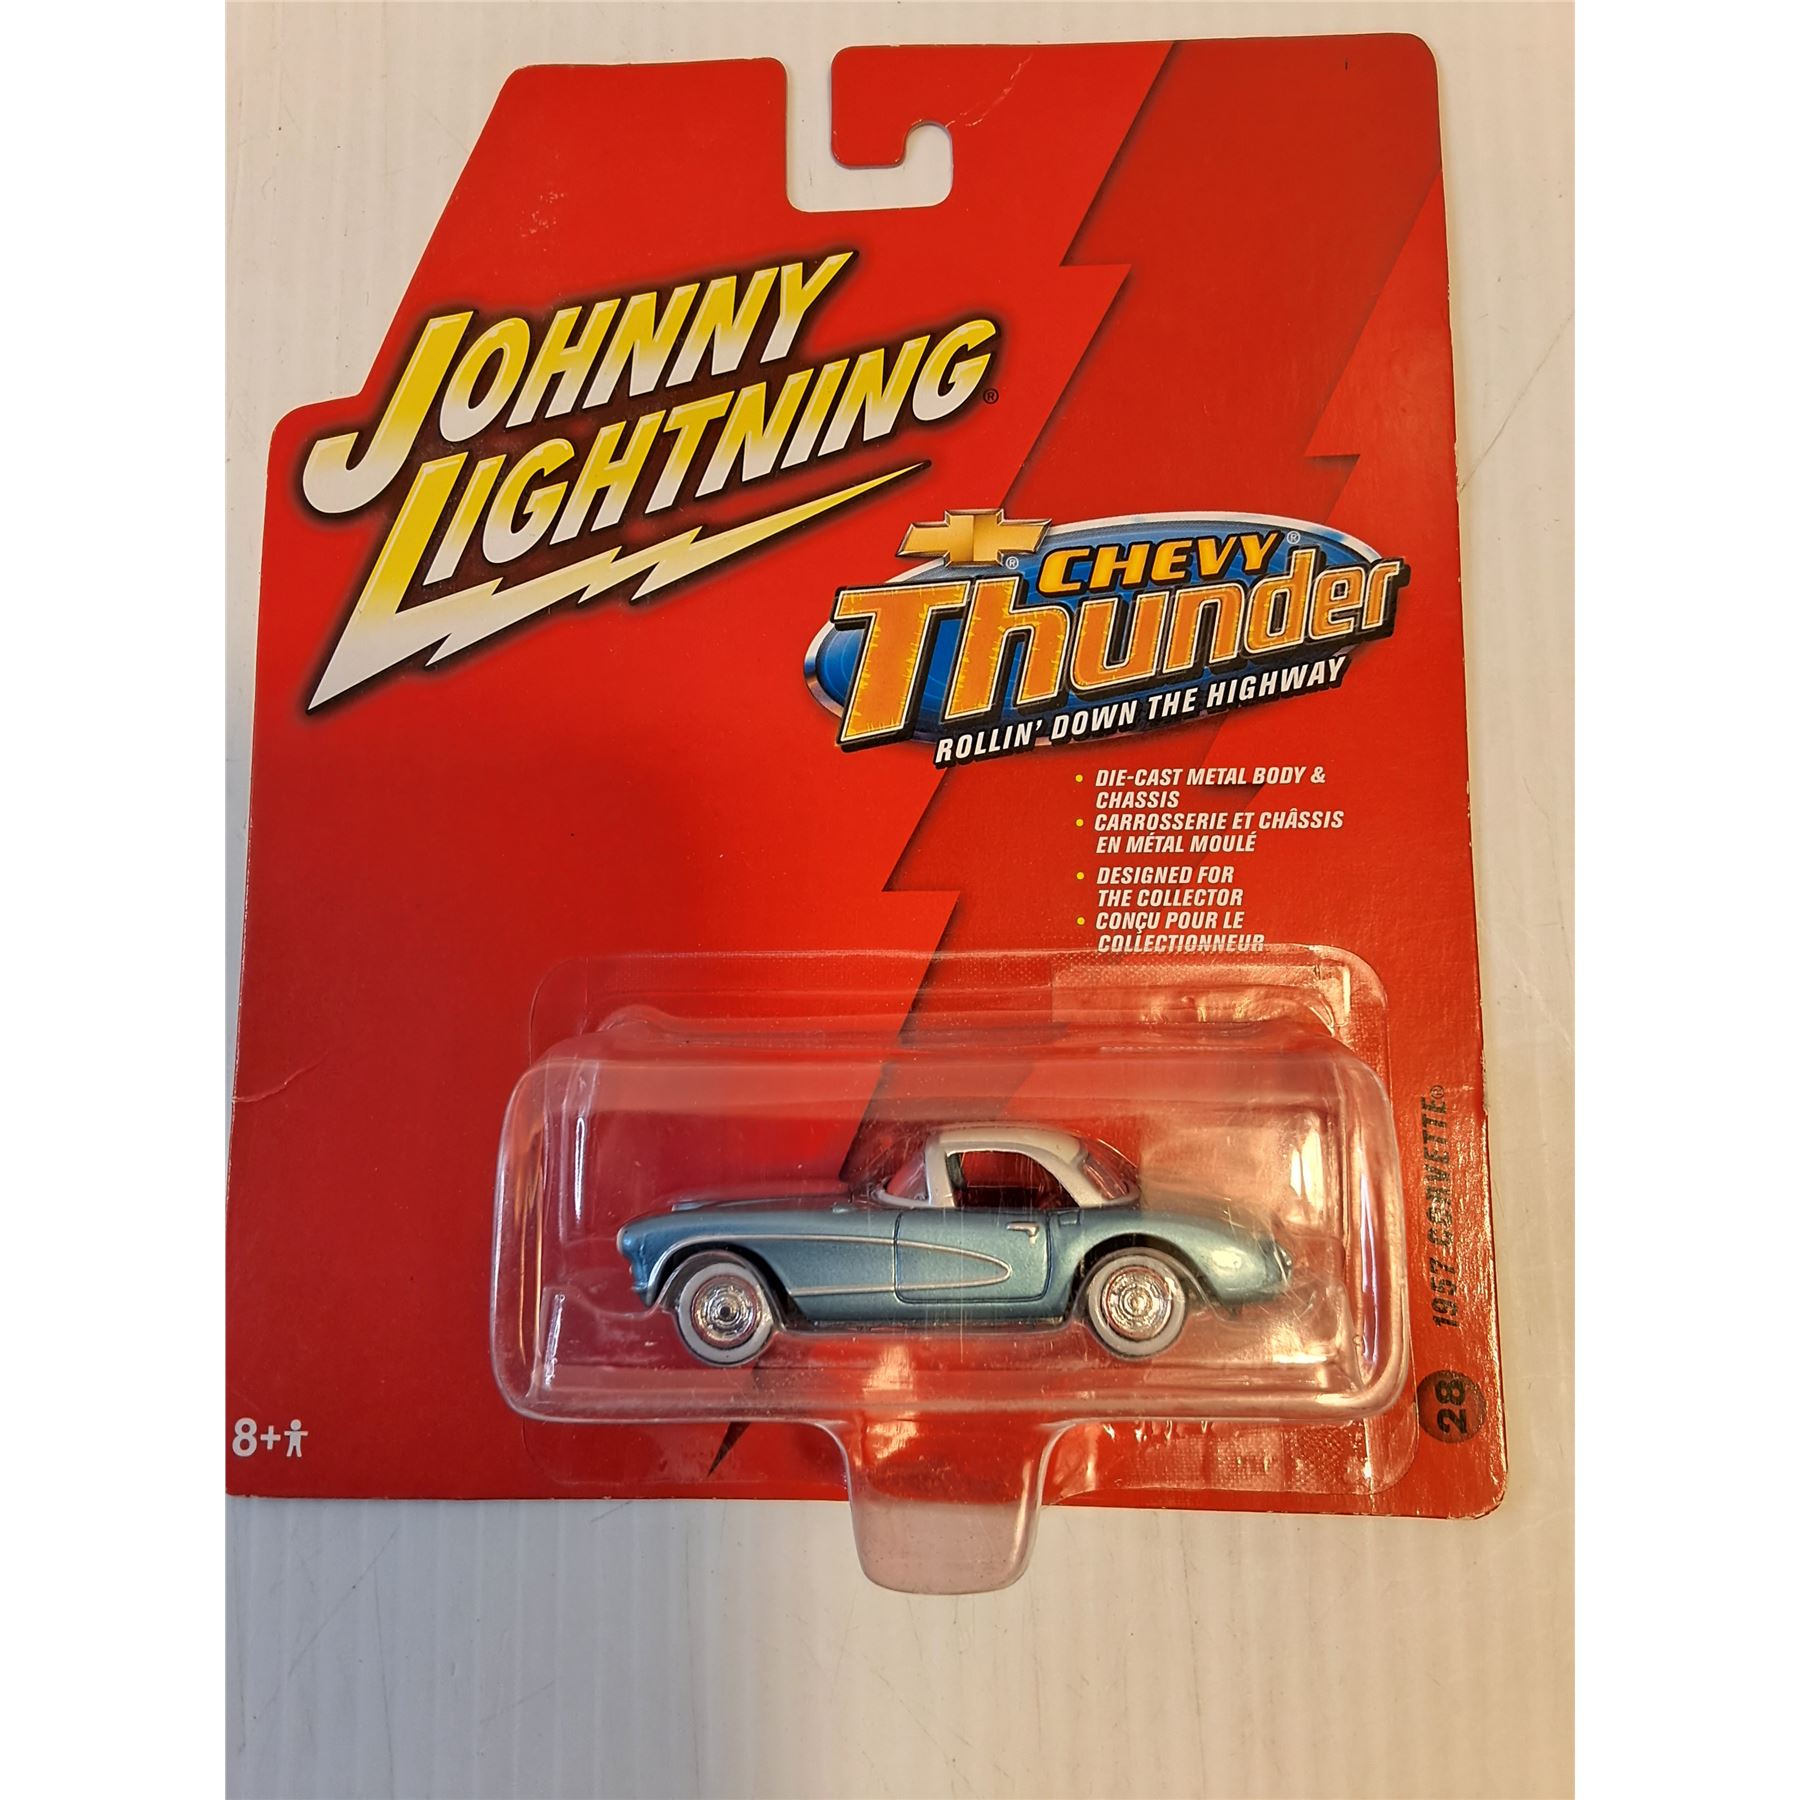 JOHNNY
LIGHTNING®
CHEVY®
®
Thunder
ROLLIN' DOWN THE HIGHWAY
• DIE-CAST METAL BODY &
CHASSIS
• CARROSSERIE ET CHÂSSIS
EN MÉTAL MOULÉ
• DESIGNED FOR
THE COLLECTOR
• CONÇU POUR LE
COLLECTIONNEUR
1957 CORVETTE®
28
8+